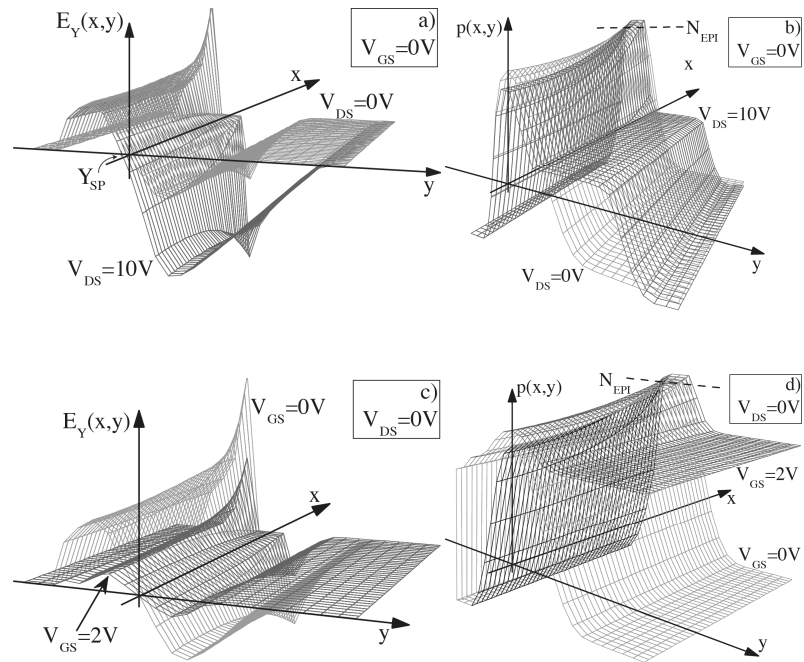 E_Y(x,y)
a)
V_GS=0V
x
V_DS=0V
Y_SP
y
V_DS=10V
p(x,y)
N_EPI
b)
V_GS=0V
x
V_DS=10V
V_DS=0V
y
E_Y(x,y)
V_GS=0V
c)
V_DS=0V
x
V_GS=2V
y
p(x,y)
N_EPI
d)
V_DS=0V
V_GS=2V
x
V_GS=0V
y